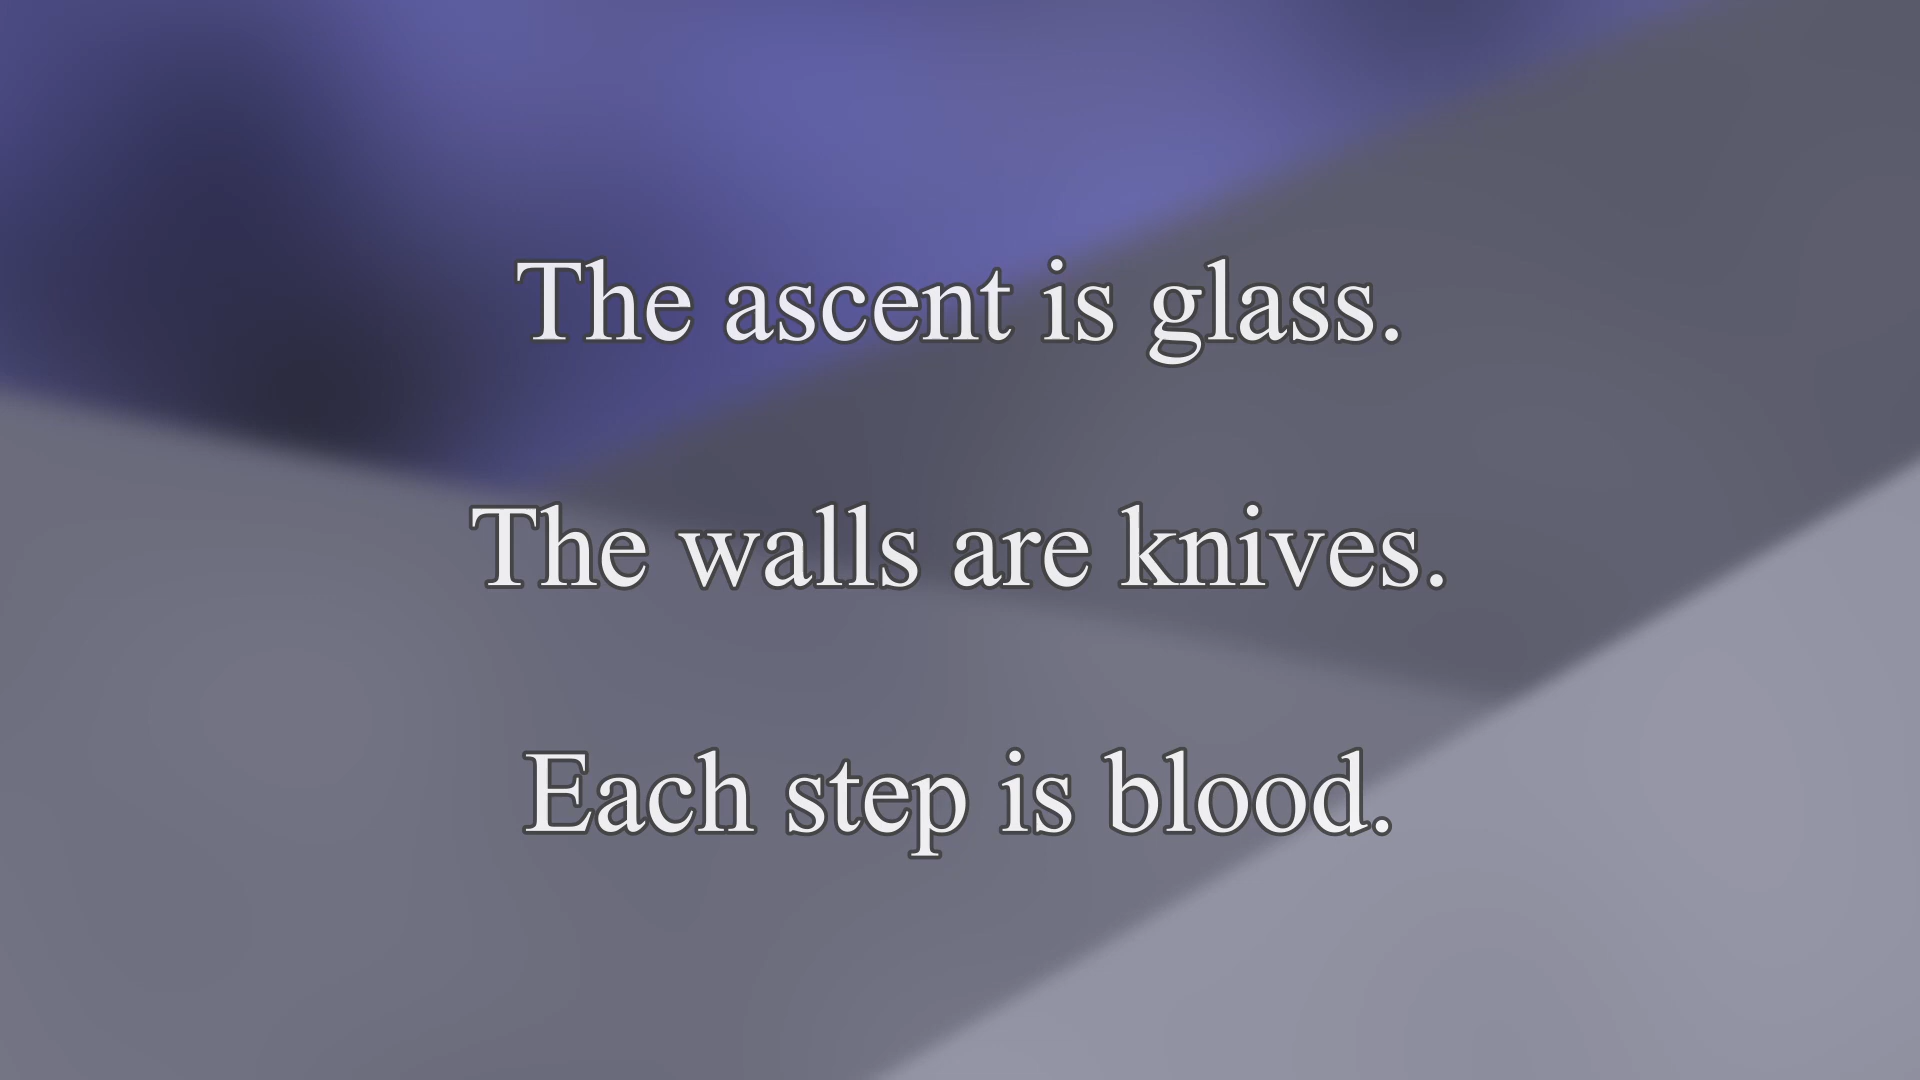 The ascent is glass.
The walls are knives.
Each step is blood.